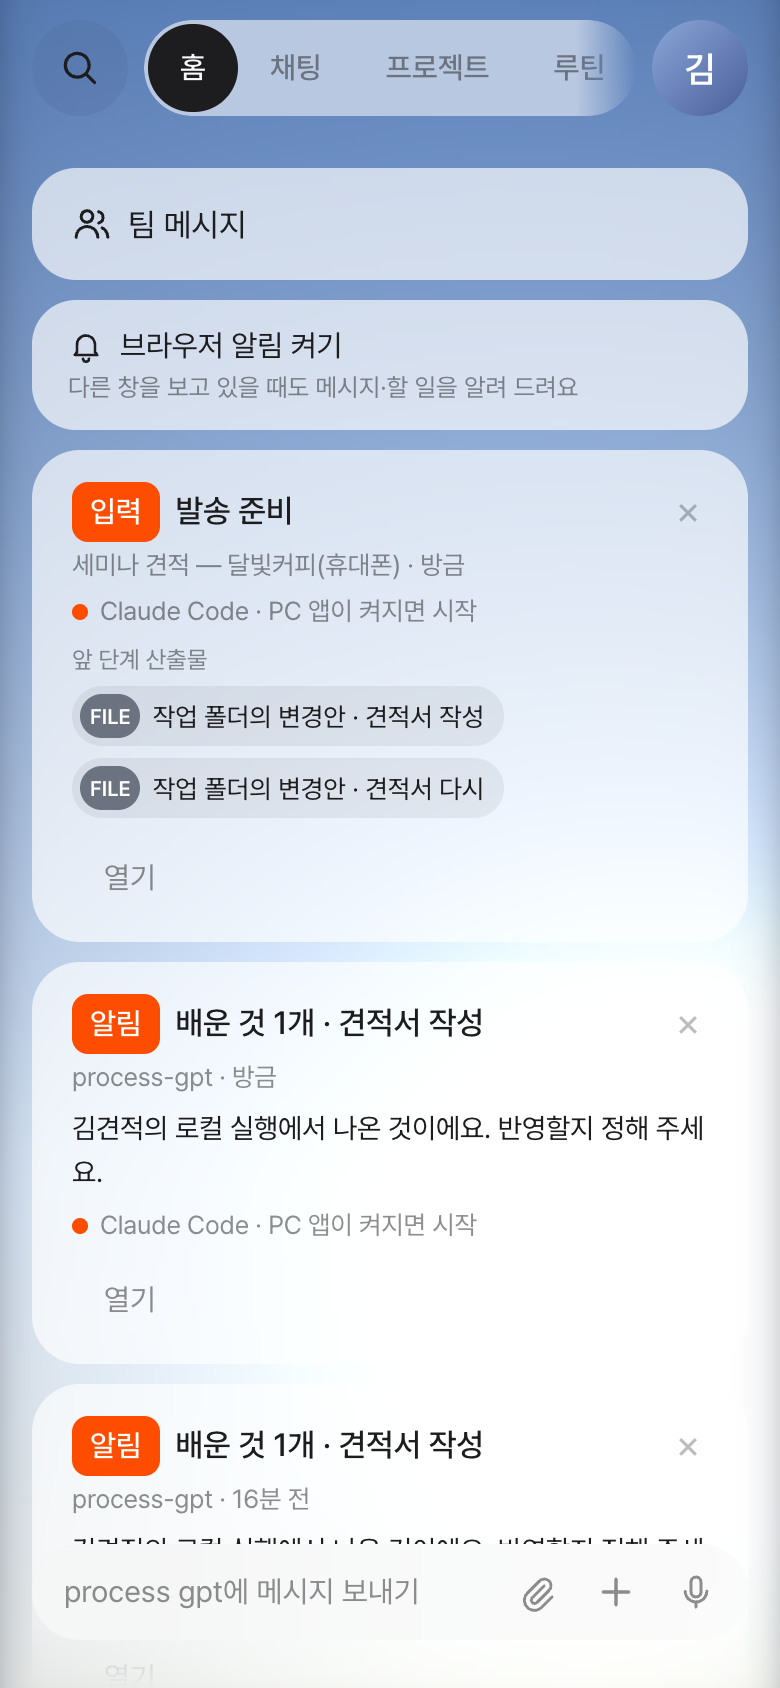 홈 채팅 프로젝트 루틴 김
팀 메시지
브라우저 알림 켜기
다른 창을 보고 있을 때도 메시지·할 일을 알려 드려요
입력 발송 준비
세미나 견적 — 달빛커피(휴대폰) · 방금
Claude Code · PC 앱이 켜지면 시작
앞 단계 산출물
FILE 작업 폴더의 변경안 · 견적서 작성
FILE 작업 폴더의 변경안 · 견적서 다시
열기
알림 배운 것 1개 · 견적서 작성
process-gpt · 방금
김견적의 로컬 실행에서 나온 것이에요. 반영할지 정해 주세
요.
Claude Code · PC 앱이 켜지면 시작
열기
알림 배운 것 1개 · 견적서 작성
process-gpt · 16분 전
process gpt에 메시지 보내기
열기